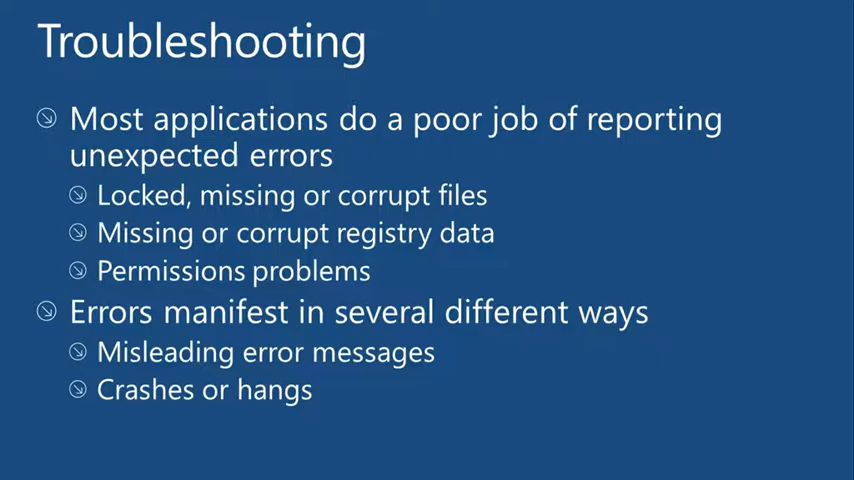 Troubleshooting
Most applications do a poor job of reporting
unexpected errors
Locked, missing or corrupt files
Missing or corrupt registry data
Permissions problems
Errors manifest in several different ways
Misleading error messages
Crashes or hangs